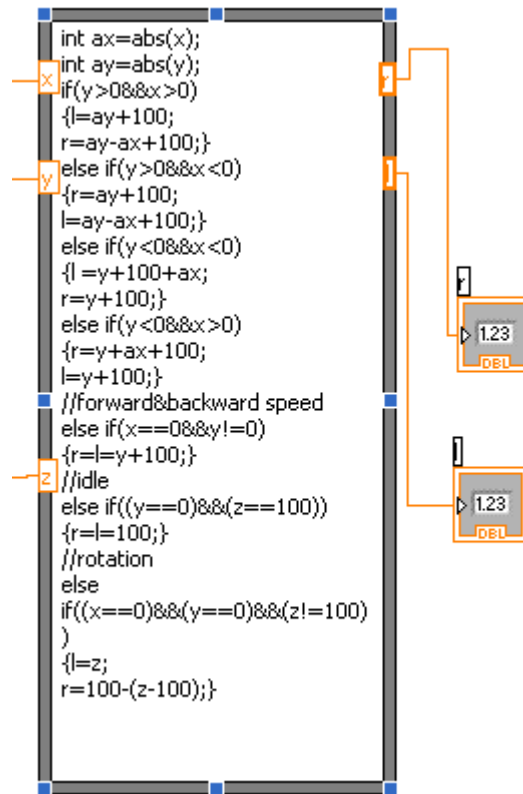 int ax=abs(x);
int ay=abs(y);
x
if(y>0&&x>0)
r
{l=ay+100;
r=ay-ax+100;}
else if(y>0&&x<0)
y
l
{r=ay+100;
l=ay-ax+100;}
else if(y<0&&x<0)
{l =y+100+ax;
r=y+100;}
else if(y<0&&x>0)
{r=y+ax+100;
l=y+100;}
//forward&backward speed
else if(x==0&&y!=0)
{r=l=y+100;}
z
//idle
else if((y==0)&&(z==100))
{r=l=100;}
//rotation
else
if((x==0)&&(y==0)&&(z!=100)
)
{l=z;
r=100-(z-100);}
r
1.23
DBL
l
1.23
DBL